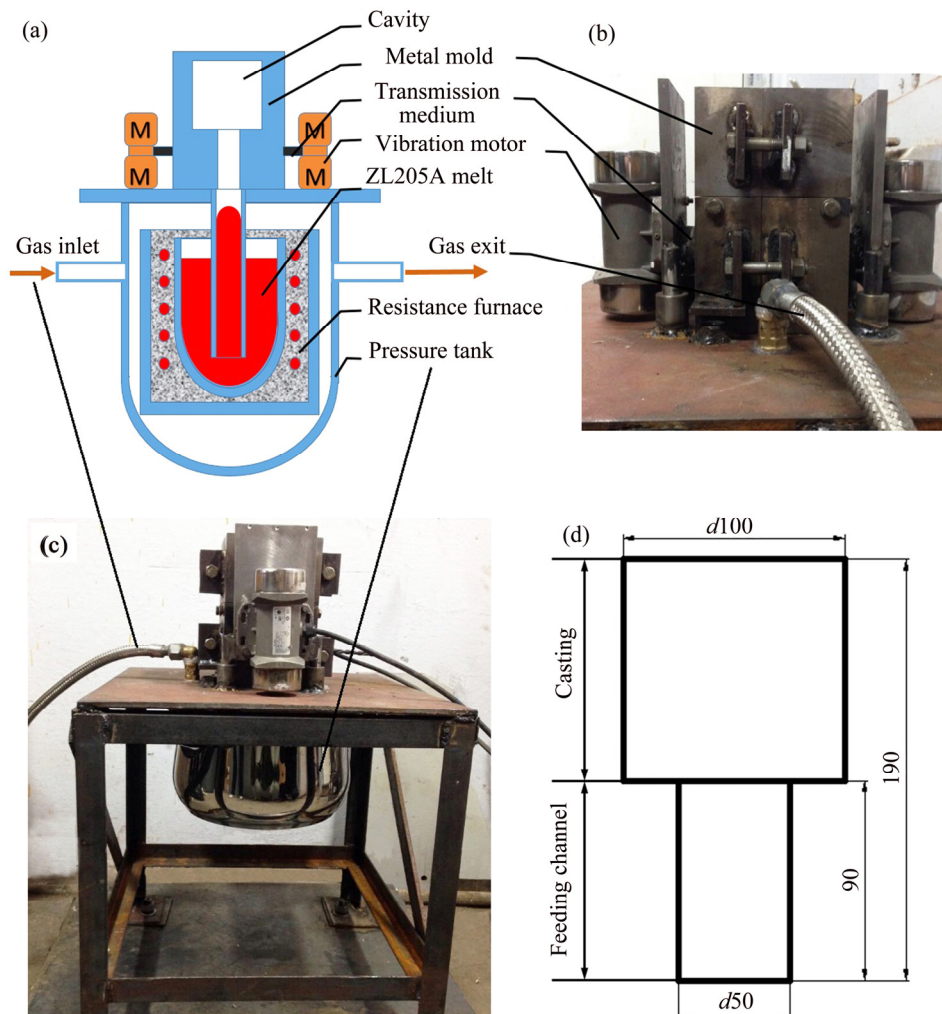 (a)
Cavity
Metal mold
Transmission
medium
Vibration motor
ZL205A melt
M
M
M
M
Gas inlet
Gas exit
Resistance furnace
Pressure tank
(b)
(c)
(d)
d100
Casting
190
Feeding channel
90
d50